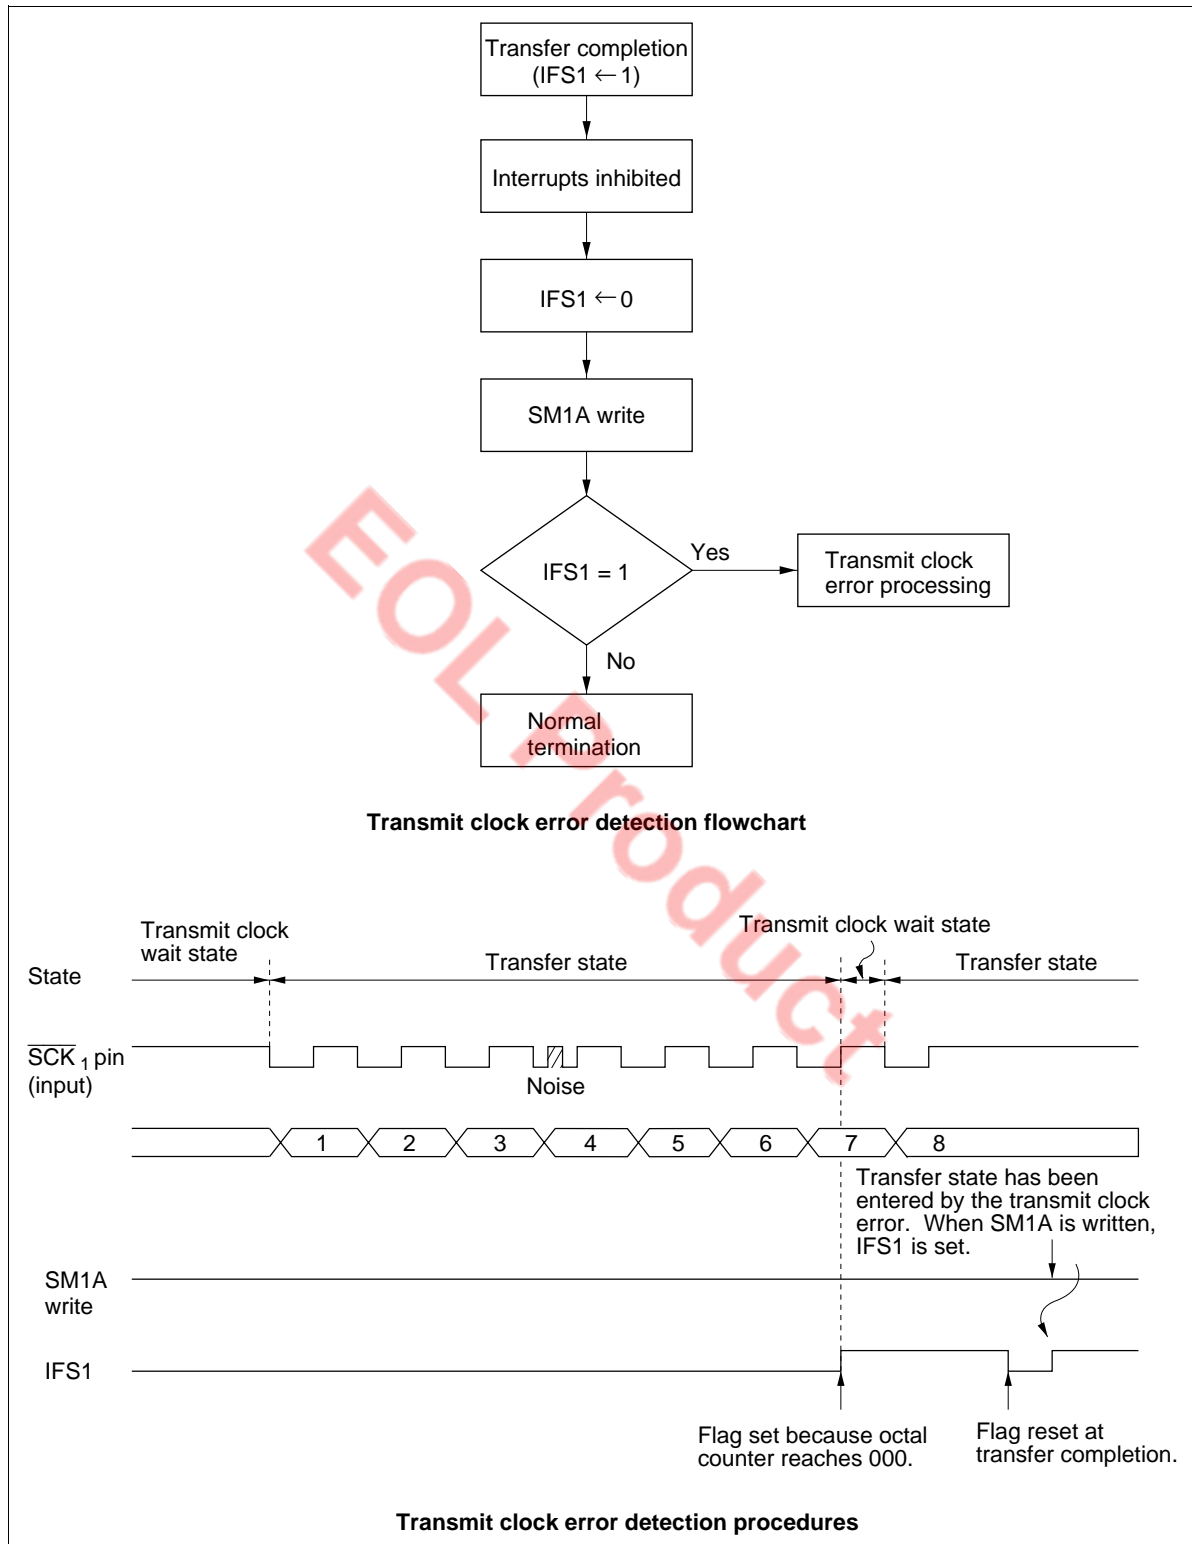 Transfer completion
(IFS1 ← 1)
Interrupts inhibited
IFS1 ← 0
SM1A write
IFS1 = 1
Yes
Transmit clock
error processing
No
Normal
termination
Transmit clock error detection flowchart
EOL Product
Transmit clock
wait state
Transmit clock wait state
State
Transfer state
Transfer state
SCK 1 pin
(input)
Noise
1 2 3 4 5 6 7 8
Transfer state has been
entered by the transmit clock
error. When SM1A is written,
IFS1 is set.
SM1A
write
IFS1
Flag set because octal
counter reaches 000.
Flag reset at
transfer completion.
Transmit clock error detection procedures